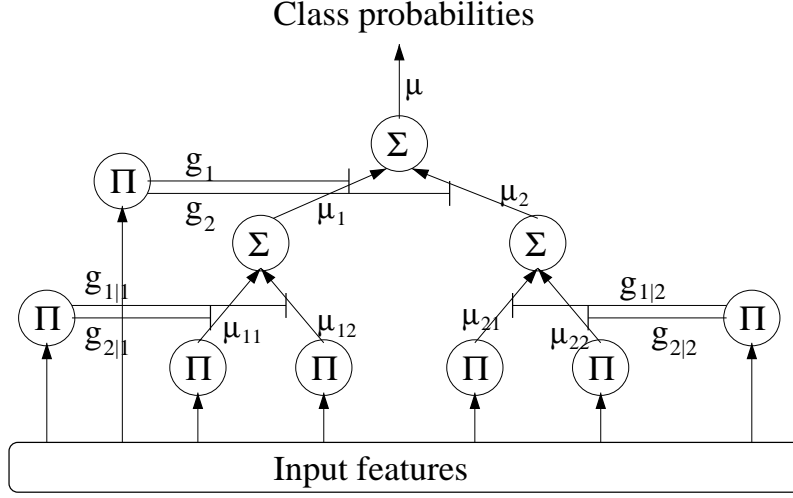 Class probabilities
μ
Σ
g₁
Π
g₂
μ₁
μ₂
Σ
Σ
g₁|₁
g₁|₂
Π
μ₁₁
μ₁₂
μ₂₁
μ₂₂
Π
g₂|₁
g₂|₂
Π
Π
Π
Π
Input features